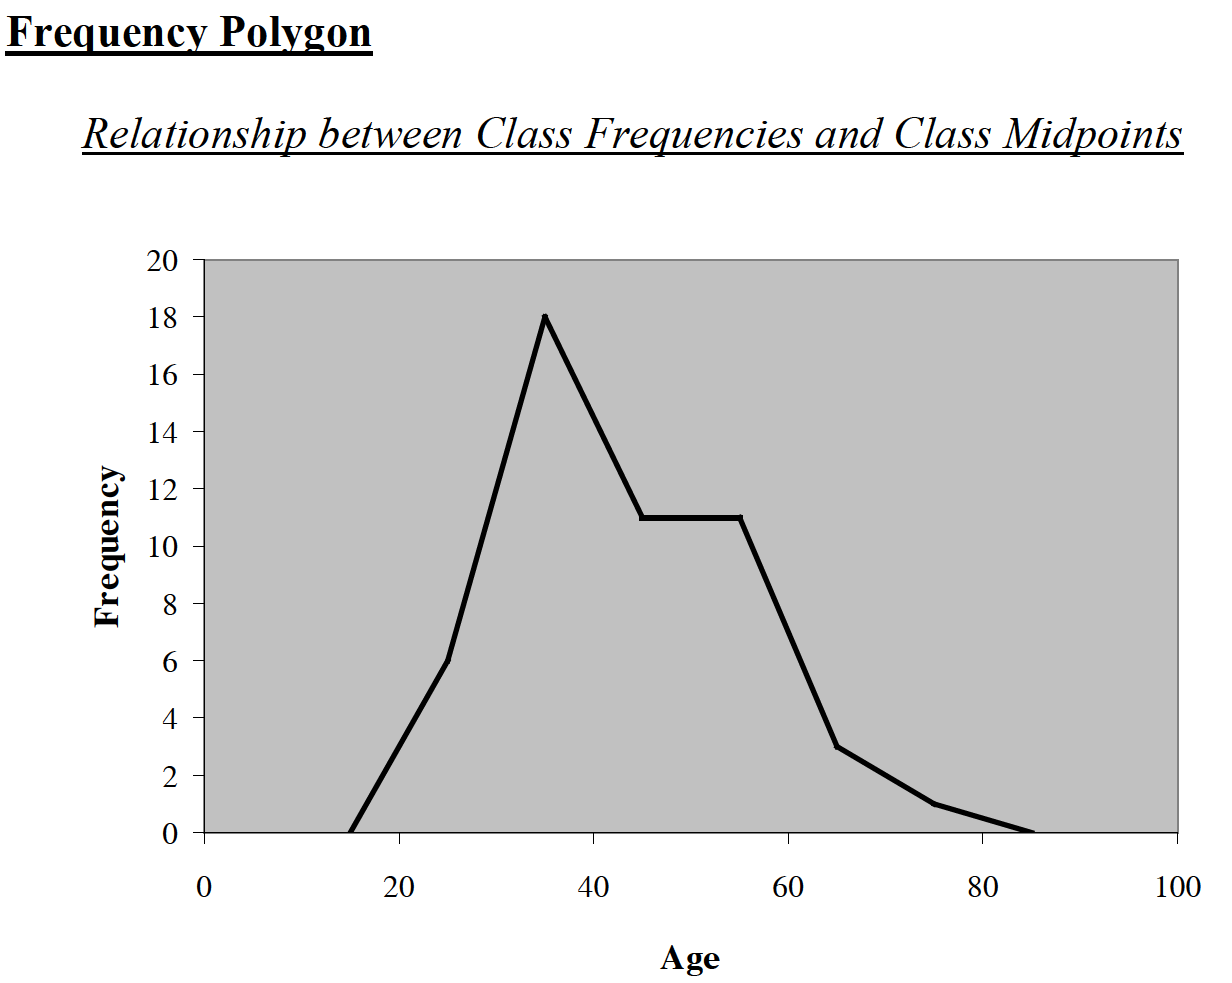 Frequency Polygon
Relationship between Class Frequencies and Class Midpoints
20
18
16
14
12
10
8
6
4
2
0
Frequency
0 20 40 60 80 100
Age